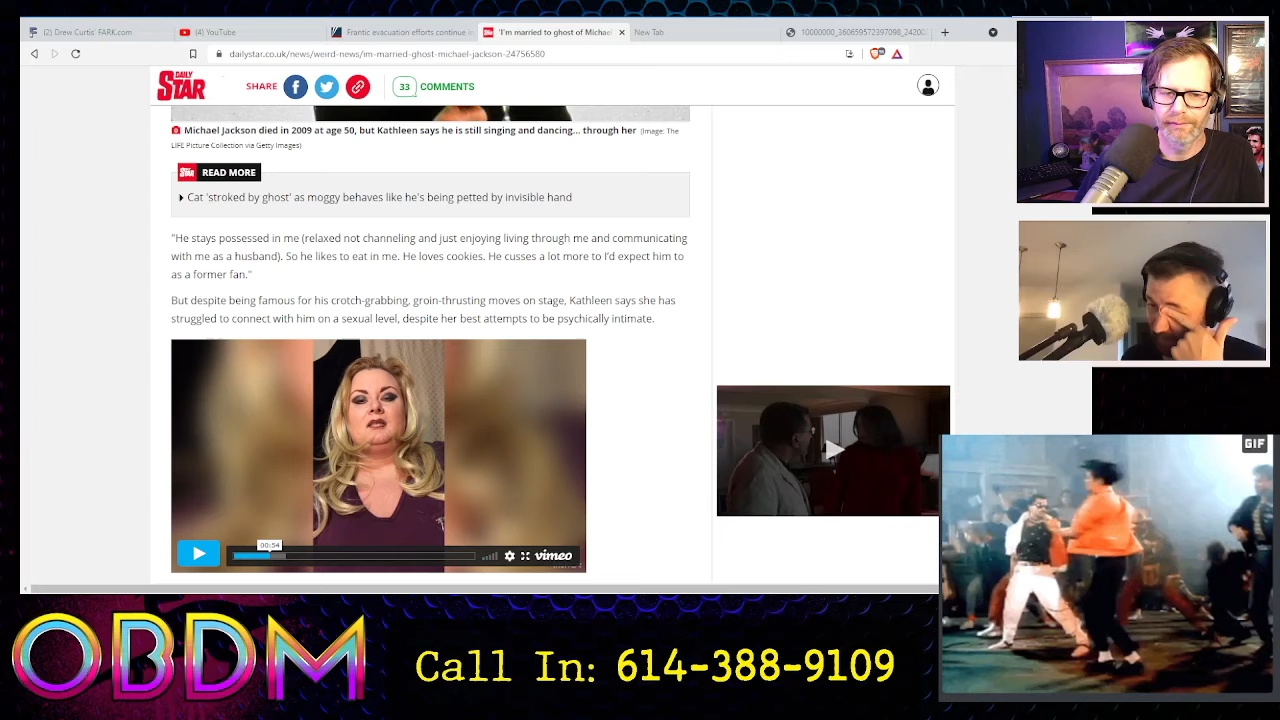 (2) Drew Curtis' FARK.com
(4) YouTube
Frantic evacuation efforts continue in
'I'm married to ghost of Michael
New Tab
10000000_360659572397098_24200
dailystar.co.uk/news/weird-news/im-married-ghost-michael-jackson-24756580
DAILY
STAR
SHARE
33 COMMENTS
Michael Jackson died in 2009 at age 50, but Kathleen says he is still singing and dancing... through her (Image: The
LIFE Picture Collection via Getty Images)
READ MORE
Cat 'stroked by ghost' as moggy behaves like he's being petted by invisible hand
"He stays possessed in me (relaxed not channeling and just enjoying living through me and communicating
with me as a husband). So he likes to eat in me. He loves cookies. He cusses a lot more to I'd expect him to
as a former fan."
But despite being famous for his crotch-grabbing, groin-thrusting moves on stage, Kathleen says she has
struggled to connect with him on a sexual level, despite her best attempts to be psychically intimate.
00:54
vimeo
GIF
OBDM
Call In: 614-388-9109